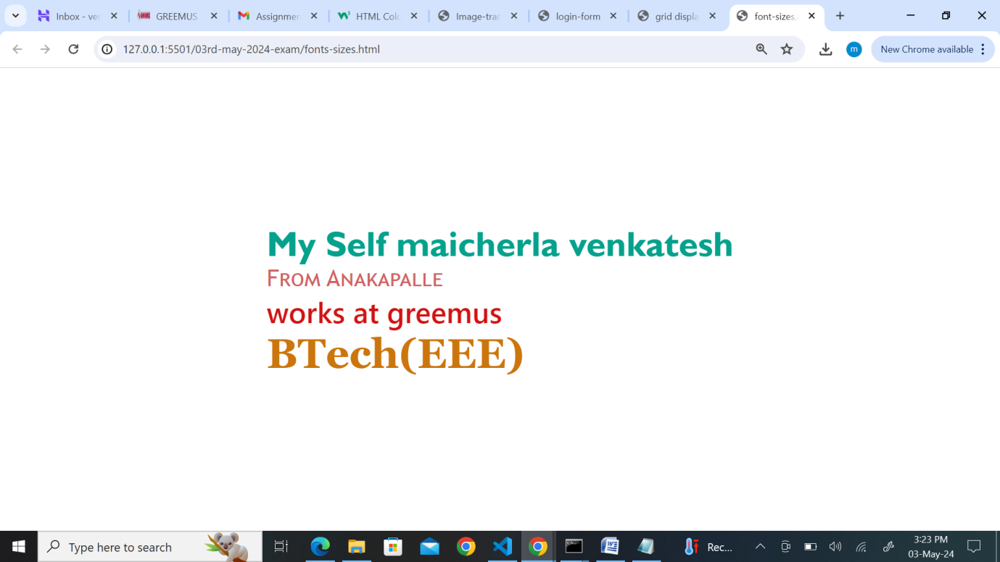 Inbox - ver
GREEMUS
Assignmen
HTML Colo
Image-tran
login-form
grid displa
font-sizes,
127.0.0.1:5501/03rd-may-2024-exam/fonts-sizes.html
m
New Chrome available
My Self maicherla venkatesh
From Anakapalle
works at greemus
BTech(EEE)
Type here to search
Rec...
3:23 PM
03-May-24